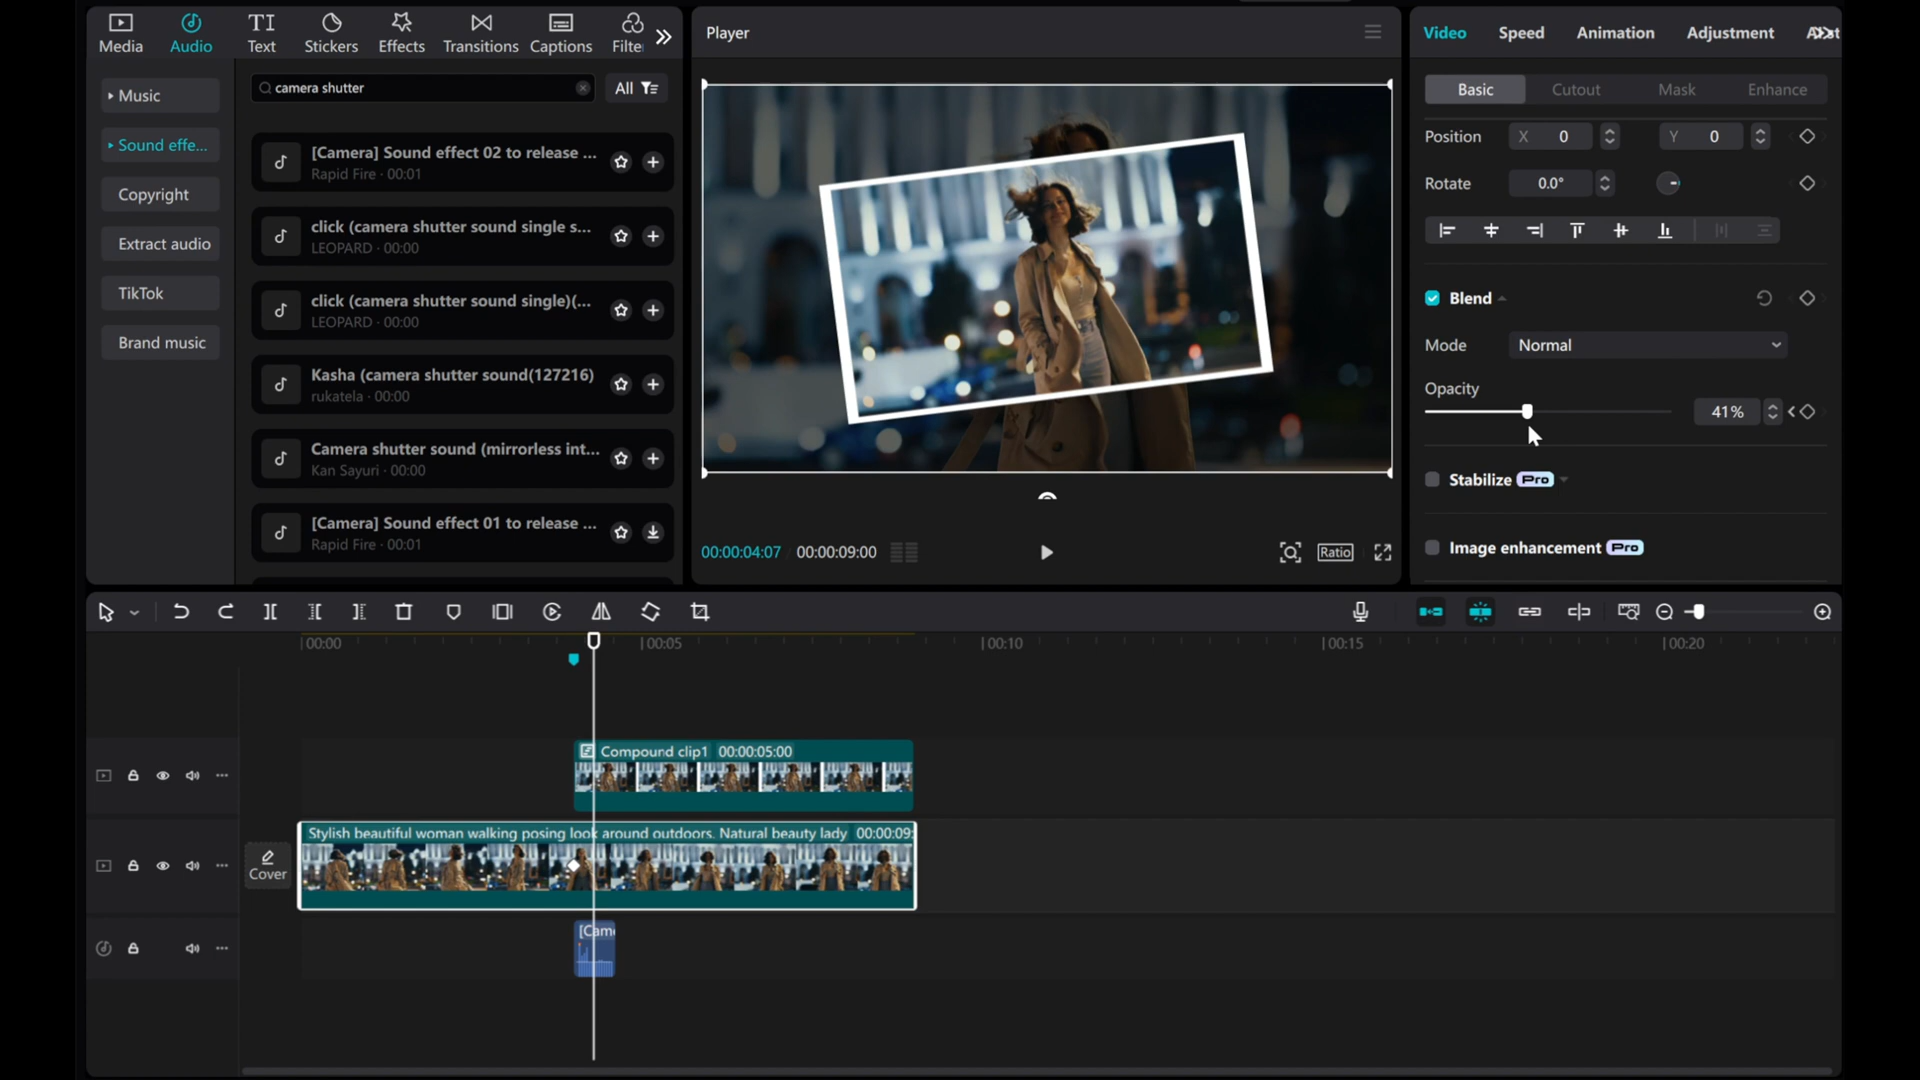 Media
Audio
Text
Stickers
Effects
Transitions
Captions
Filte
Music
Sound effe...
Copyright
Extract audio
TikTok
Brand music
camera shutter
All
[Camera] Sound effect 02 to release ...
Rapid Fire · 00:01
click (camera shutter sound single s...
LEOPARD · 00:00
click (camera shutter sound single)(...
LEOPARD · 00:00
Kasha (camera shutter sound(127216)
rukatela · 00:00
Camera shutter sound (mirrorless int...
Kan Sayuri · 00:00
[Camera] Sound effect 01 to release ...
Rapid Fire · 00:01
Player
00:00:04:07 00:00:09:00
Ratio
Video
Speed
Animation
Adjustment
Basic
Cutout
Mask
Enhance
Position X 0 Y 0
Rotate 0.0°
Blend
Mode Normal
Opacity
41%
Stabilize Pro
Image enhancement Pro
00:00
00:05
00:10
00:15
00:20
Compound clip1 00:00:05:00
Stylish beautiful woman walking posing look around outdoors. Natural beauty lady 00:00:09:
Cover
[Came